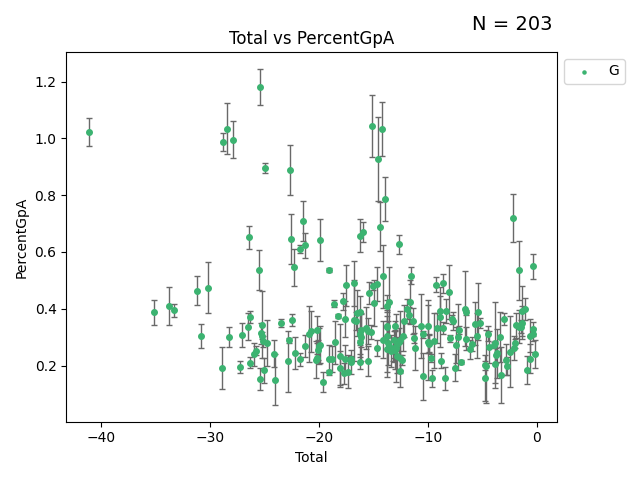 N = 203
Total vs PercentGpA
G
PercentGpA
1.2
1.0
0.8
0.6
0.4
0.2
−40 −30 −20 −10 0
Total